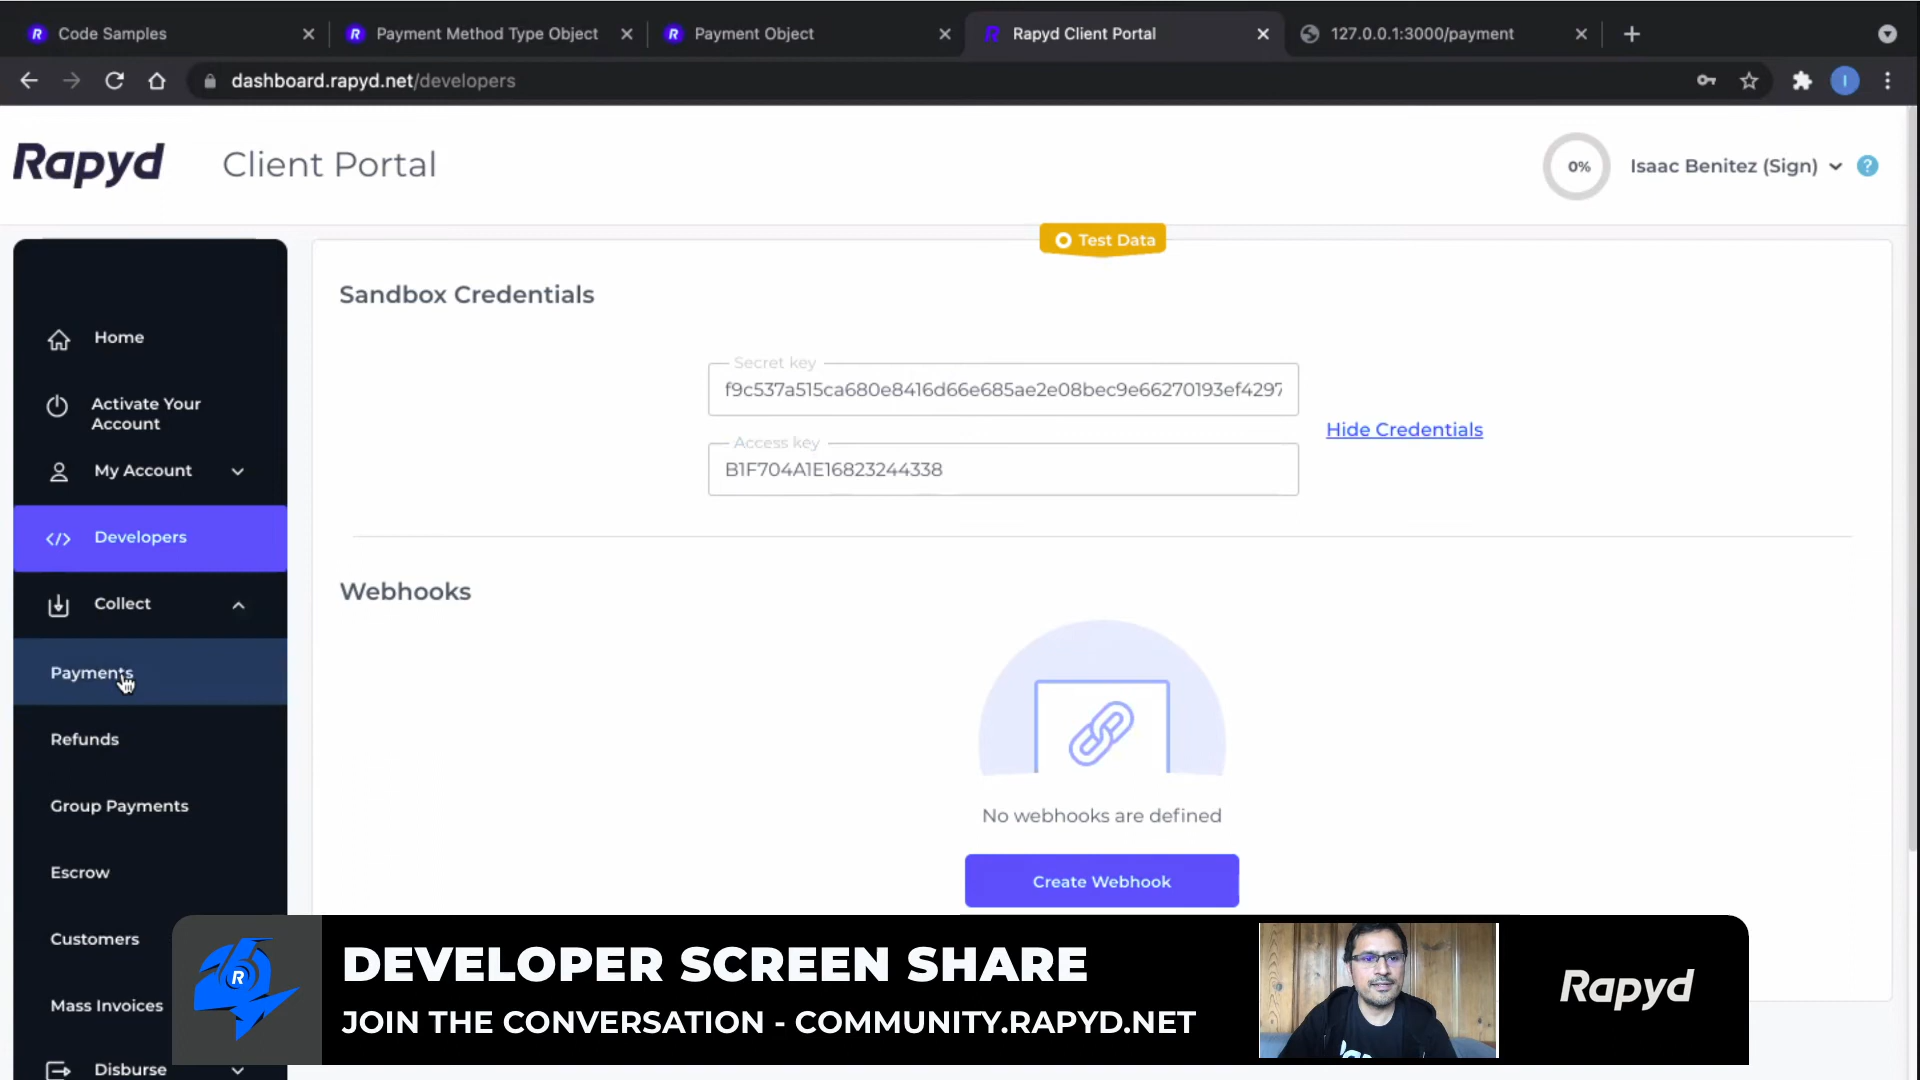 Code Samples
Payment Method Type Object
Payment Object
Rapyd Client Portal
127.0.0.1:3000/payment
dashboard.rapyd.net/developers
I
Rapyd
Client Portal
0%
Isaac Benitez (Sign)
?
Test Data
Home
Activate Your
Account
My Account
Developers
Collect
Payments
Refunds
Group Payments
Escrow
Customers
Mass Invoices
Disburse
Sandbox Credentials
Secret key
f9c537a515ca680e8416d66e685ae2e08bec9e66270193ef4297
Access key
B1F704A1E16823244338
Hide Credentials
Webhooks
No webhooks are defined
Create Webhook
R
DEVELOPER SCREEN SHARE
JOIN THE CONVERSATION - COMMUNITY.RAPYD.NET
Rapyd